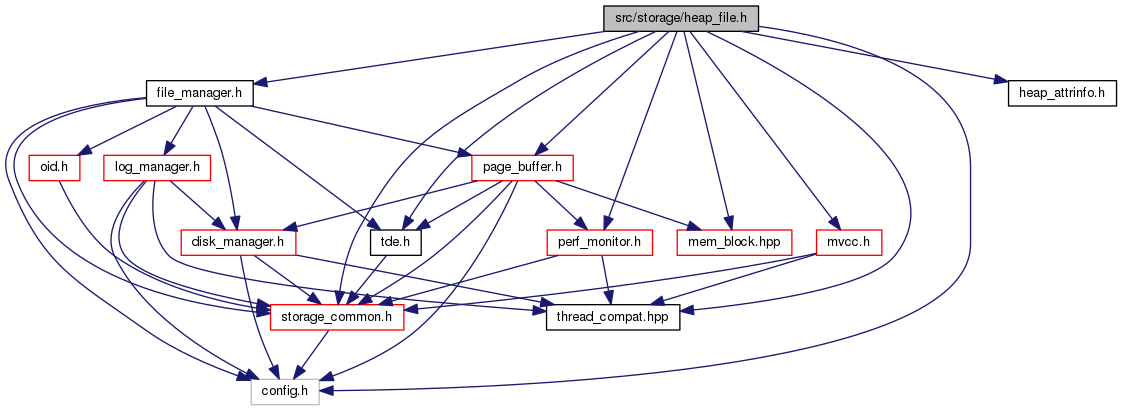 src/storage/heap_file.h
file_manager.h
heap_attrinfo.h
oid.h
log_manager.h
page_buffer.h
disk_manager.h
tde.h
perf_monitor.h
mem_block.hpp
mvcc.h
storage_common.h
thread_compat.hpp
config.h